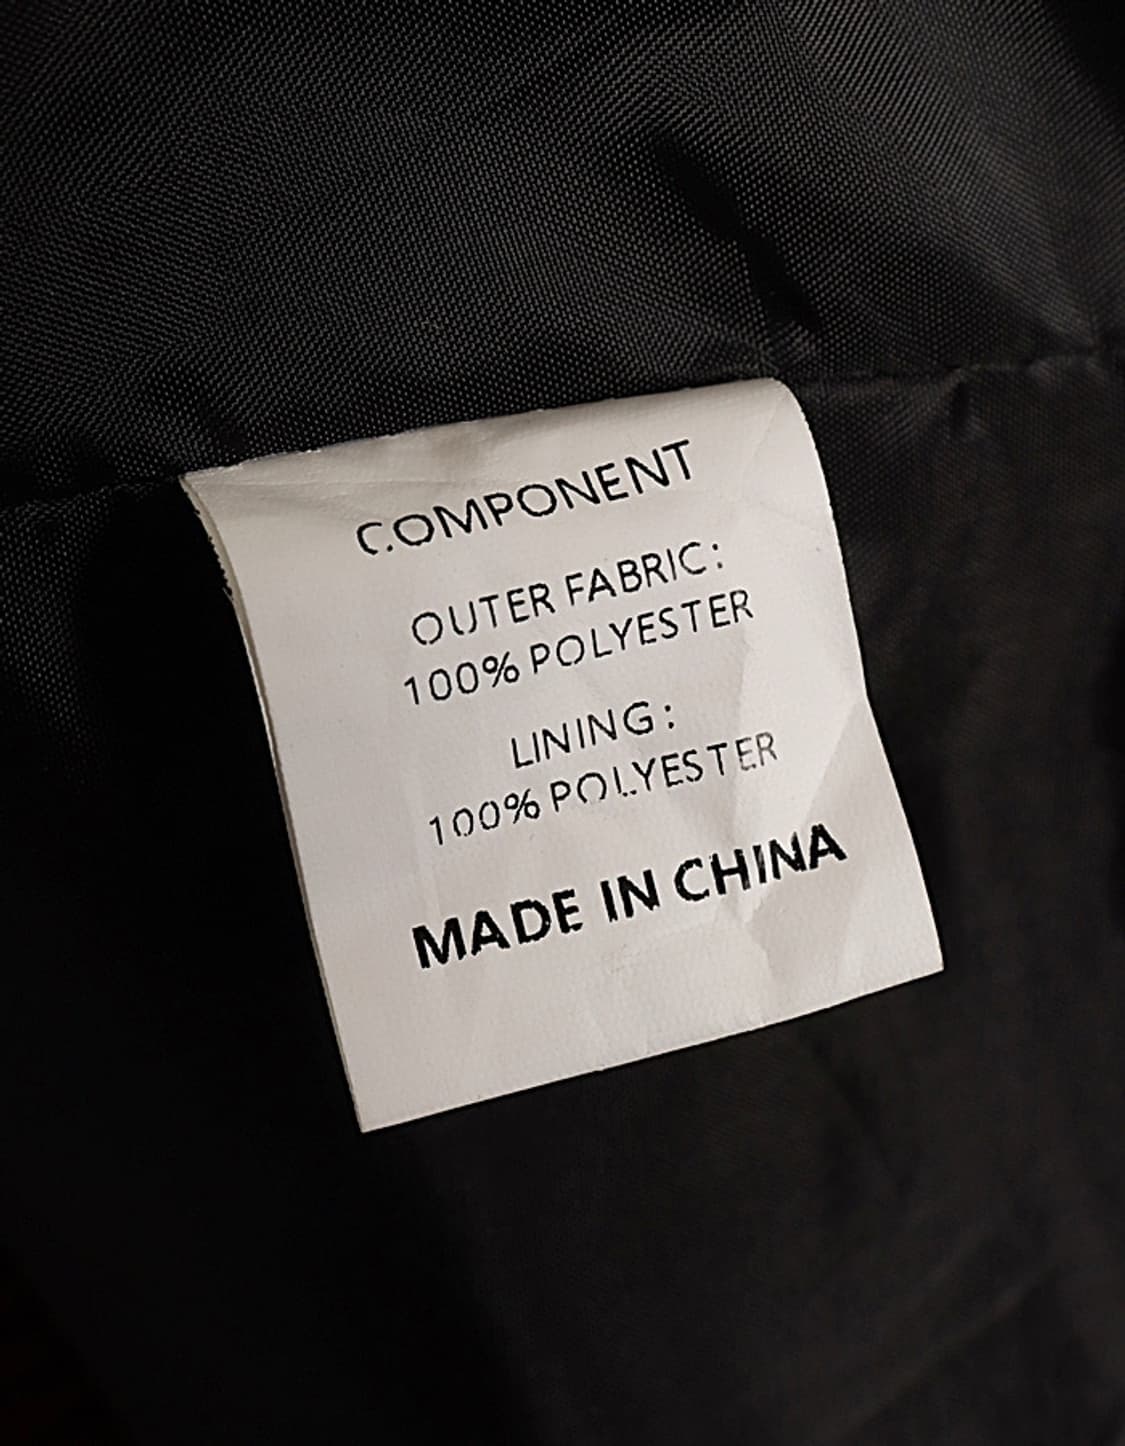 COMPONENT
OUTER FABRIC:
100% POLYESTER
LINING:
100% POLYESTER
MADE IN CHINA